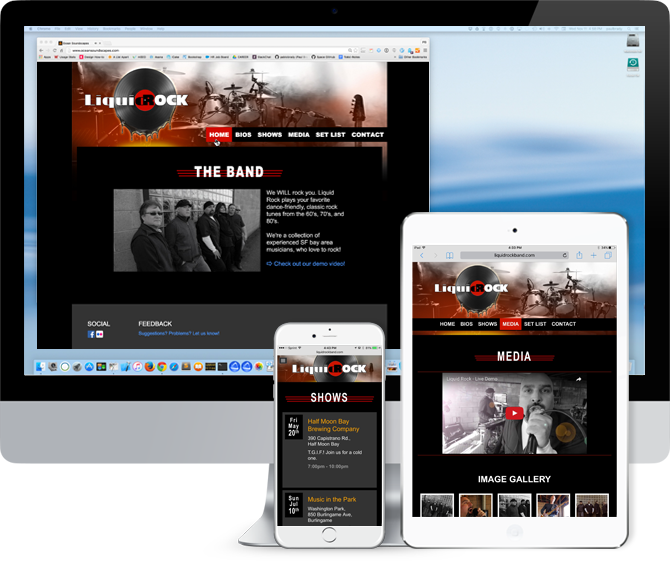 LiquidROCK
HOME BIOS SHOWS MEDIA SET LIST CONTACT
THE BAND
We WILL rock you. Liquid
Rock plays your favorite
dance-friendly, classic rock
tunes from the 60's, 70's, and
80's.
We're a collection of
experienced SF bay area
musicians, who love to rock!
Check out our demo video!
SOCIAL
FEEDBACK
Suggestions? Problems? Let us know!
4:53 PM
liquidrockband.com
LiquidROCK
HOME BIOS SHOWS MEDIA SET LIST CONTACT
MEDIA
Liquid Rock - Live Demo
IMAGE GALLERY
liquidrockband.com
LiquidROCK
SHOWS
Fri
May
20th
Half Moon Bay
Brewing Company
390 Capistrano Rd.,
Half Moon Bay
T.G.I.F.! Join us for a cold
one.
7:00pm - 10:00pm
Sun
Jul
10th
Music in the Park
Washington Park,
850 Burlingame Ave,
Burlingame